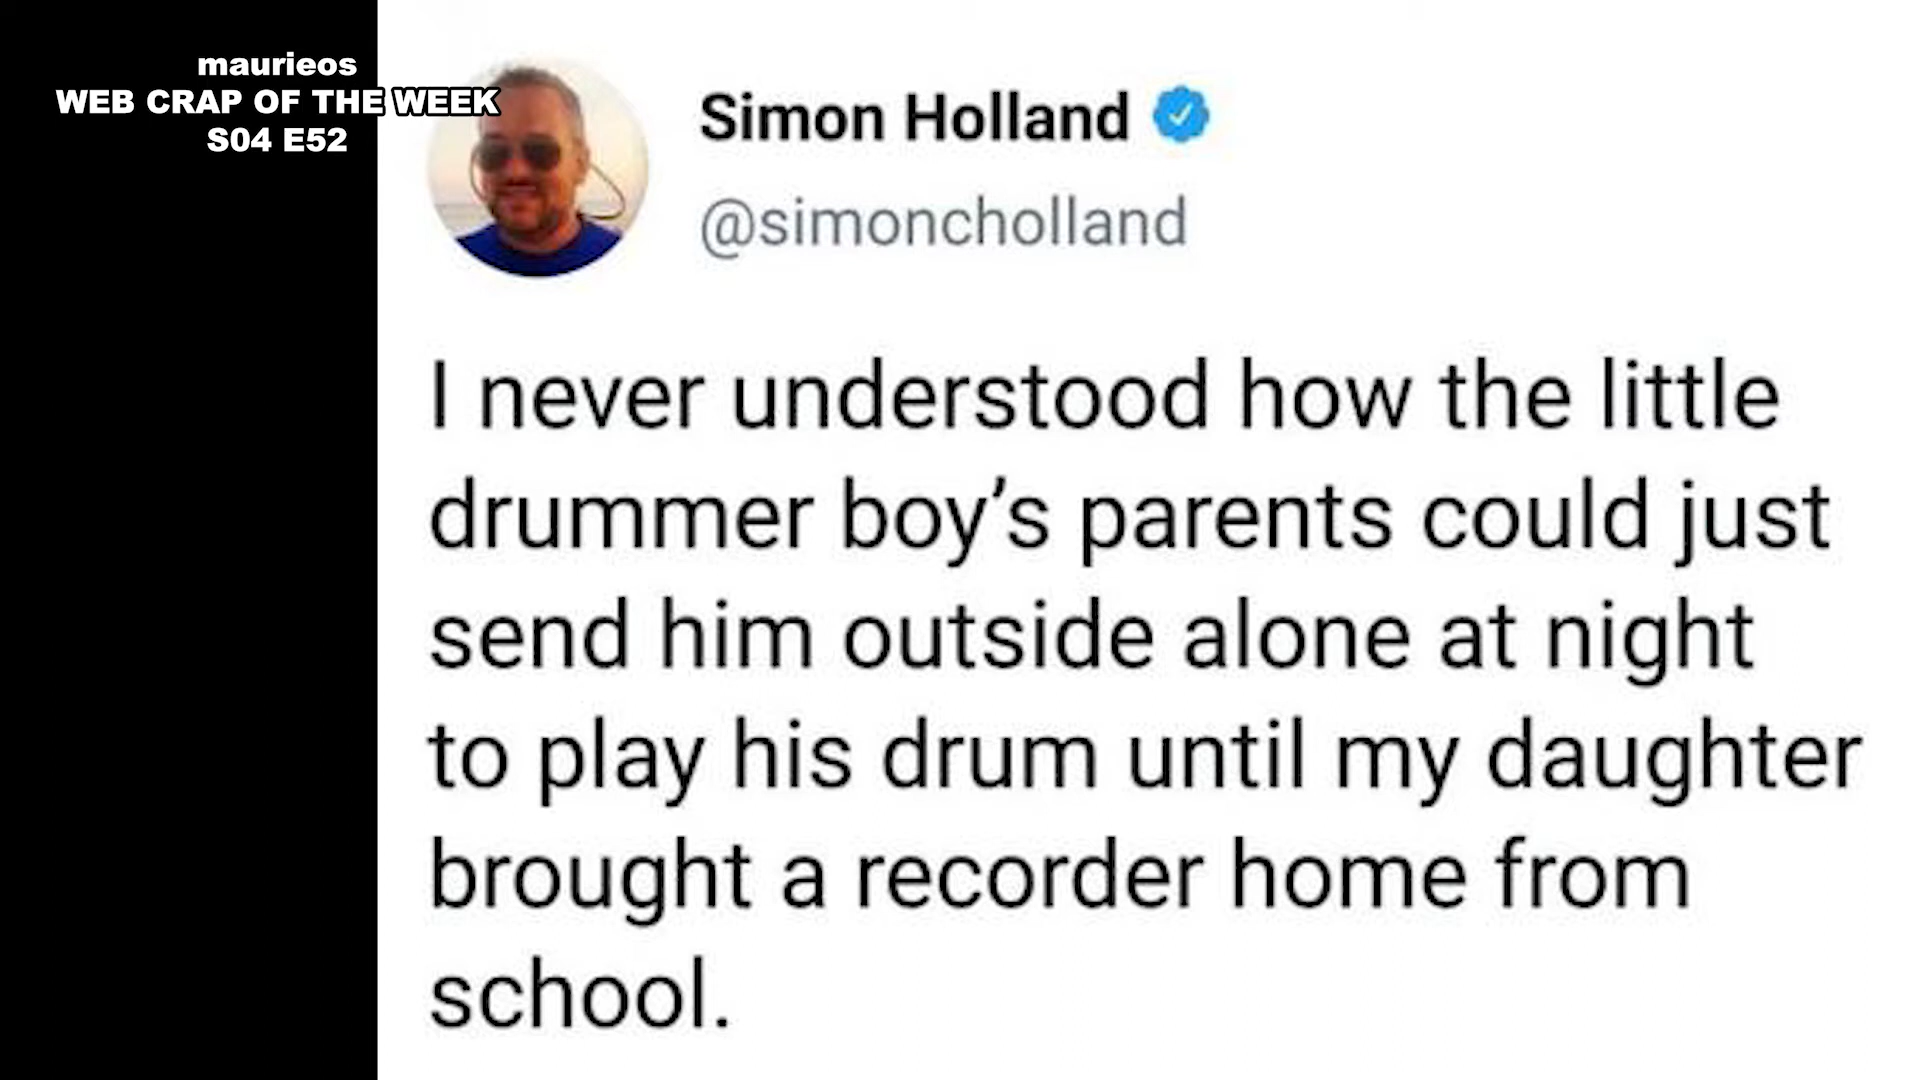 maurieos
WEB CRAP OF THE WEEK
S04 E52
Simon Holland
@simoncholland
I never understood how the little
drummer boy’s parents could just
send him outside alone at night
to play his drum until my daughter
brought a recorder home from
school.